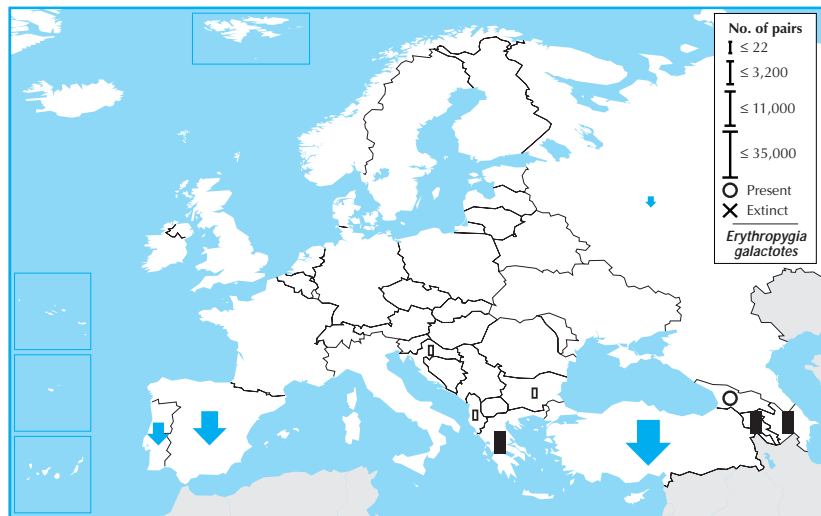 No. of pairs
≤ 22
≤ 3,200
≤ 11,000
≤ 35,000
Present
Extinct
Erythropygia
galactotes